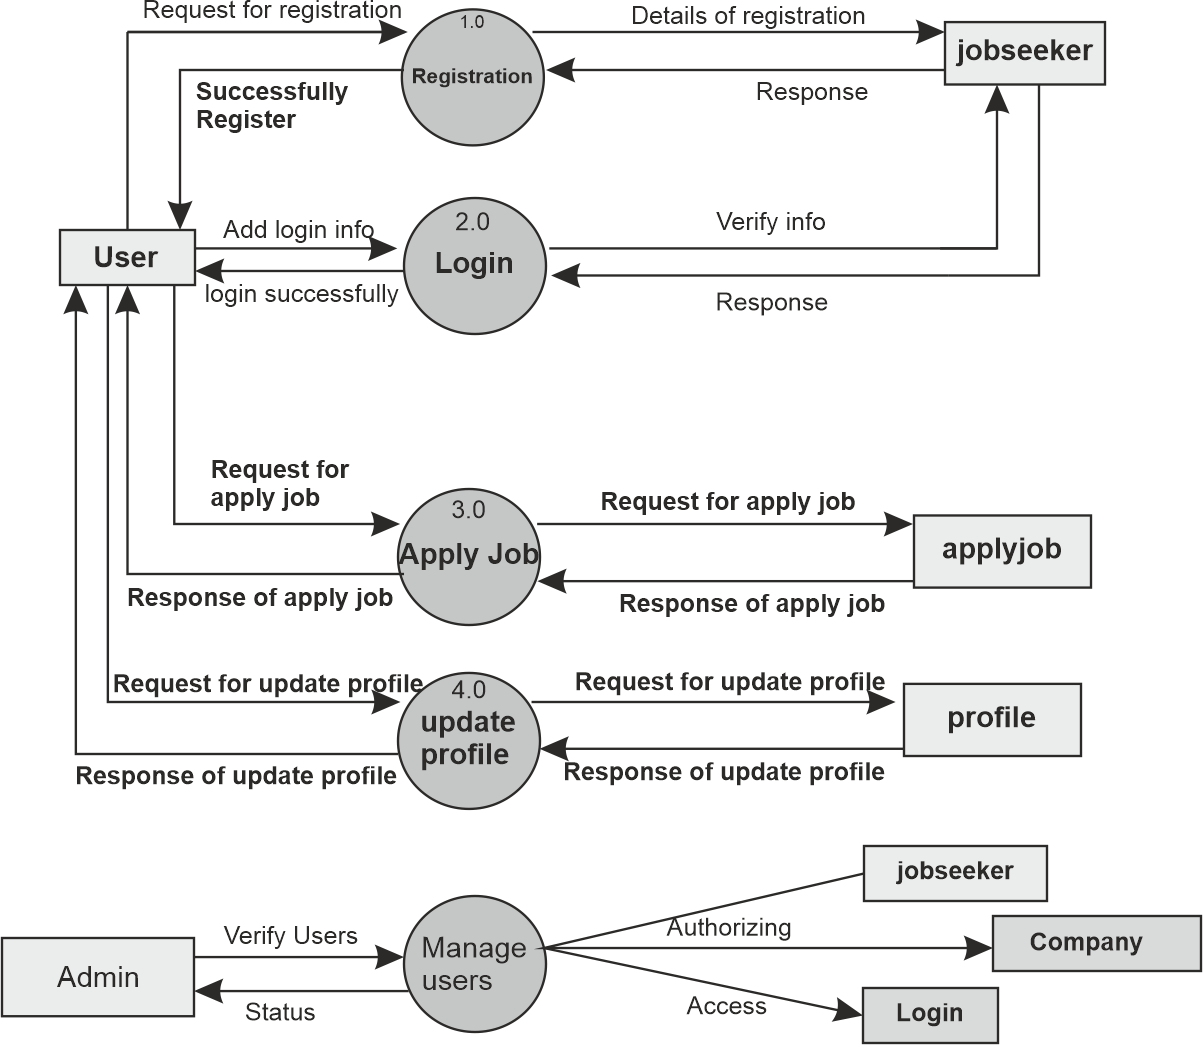 Request for registration
1.0
Details of registration
jobseeker
Registration
Successfully
Register
Response
Add login info
2.0
Verify info
User
Login
login successfully
Response
Request for
apply job
3.0
Request for apply job
Apply Job
applyjob
Response of apply job
Response of apply job
Request for update profile
4.0
Request for update profile
update
profile
profile
Response of update profile
Response of update profile
jobseeker
Verify Users
Manage
users
Authorizing
Company
Admin
Status
Access
Login